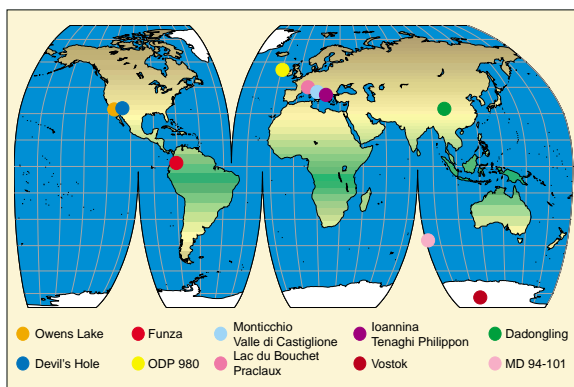 Owens Lake
Funza
Monticchio
Valle di Castiglione
Ioannina
Tenaghi Philippon
Dadongling
Devil's Hole
ODP 980
Lac du Bouchet
Praclaux
Vostok
MD 94-101